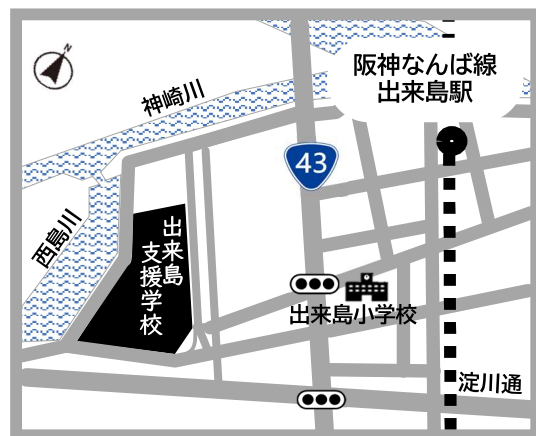 N
阪神なんば線
出来島駅
神崎川
43
西島川
出来島
支援学校
出来島小学校
淀川通